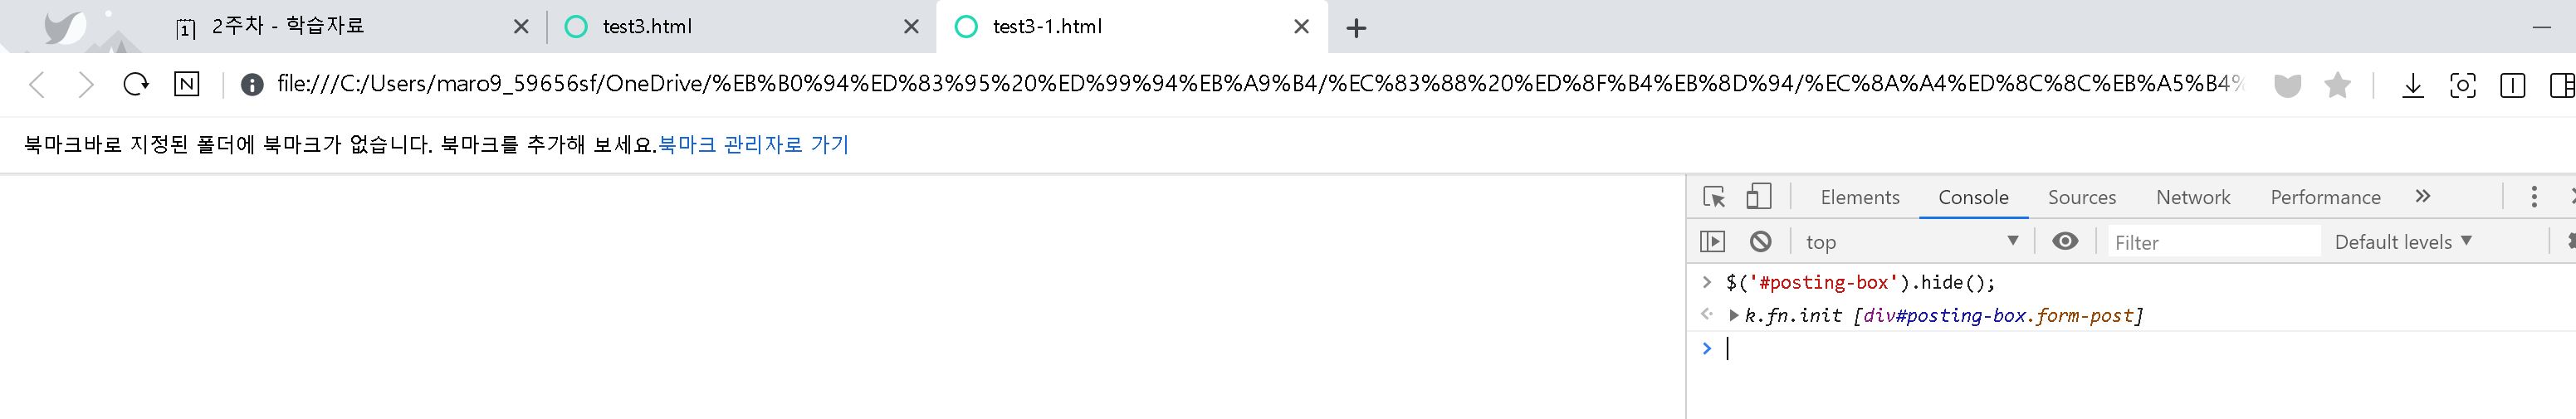 1 2주차 - 학습자료
test3.html
test3-1.html
N file:///C:/Users/maro9_59656sf/OneDrive/%EB%B0%94%ED%83%95%20%ED%99%94%EB%A9%B4/%EC%83%88%20%ED%8F%B4%EB%8D%94/%EC%8A%A4%ED%8C%8C%EB%A5%B4%
북마크바로 지정된 폴더에 북마크가 없습니다. 북마크를 추가해 보세요.북마크 관리자로 가기
Elements Console Sources Network Performance »
top Filter Default levels
> $('#posting-box').hide();
k.fn.init [div#posting-box.form-post]
>